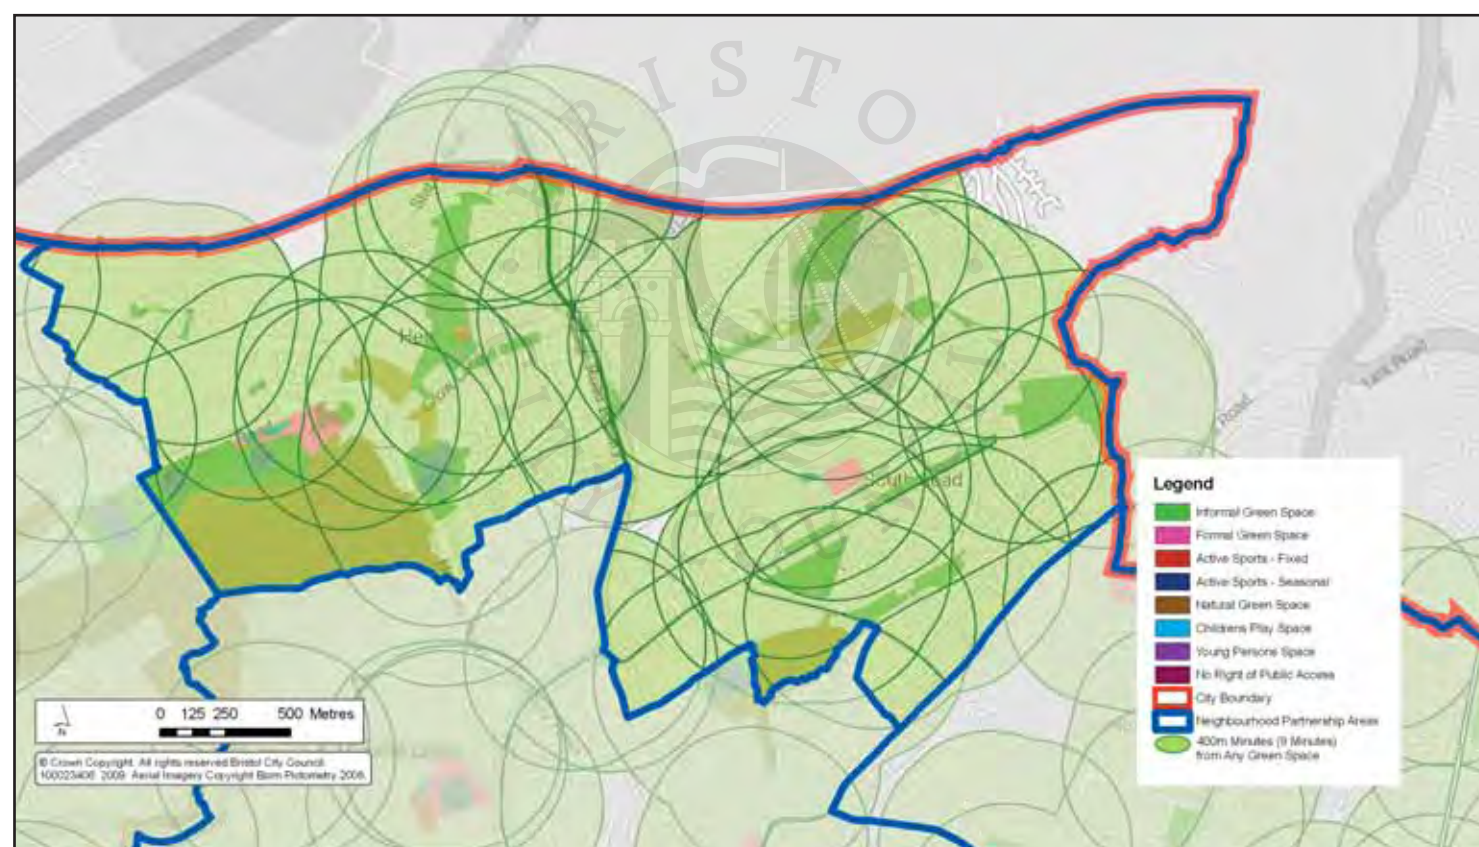 BRISTOL
Southmead
Road
Legend
Informal Green Space
Formal Green Space
Active Sports - Fixed
Active Sports - Seasonal
Natural Green Space
Childrens Play Space
Young Persons Space
No Right of Public Access
City Boundary
Neighbourhood Partnership Areas
400m Minutes (9 Minutes)
from Any Green Space
0 125 250 500 Metres
N
© Crown Copyright. All rights reserved Bristol City Council.
100023406. 2009. Aerial Imagery Copyright Blom Pictometry 2006.